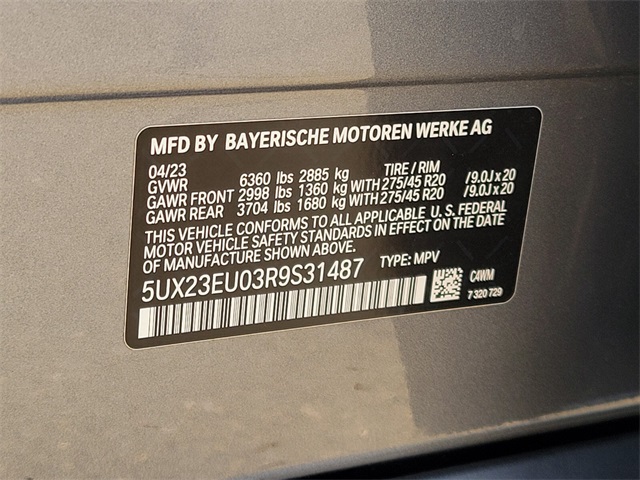 MFD BY BAYERISCHE MOTOREN WERKE AG
04/23 TIRE / RIM
GVWR 6360 lbs 2885 kg
GAWR FRONT 2998 lbs 1360 kg WITH 275/45 R20 /9.0J x 20
GAWR REAR 3704 lbs 1680 kg WITH 275/45 R20 /9.0J x 20
THIS VEHICLE CONFORMS TO ALL APPLICABLE U.S. FEDERAL
MOTOR VEHICLE SAFETY STANDARDS IN EFFECT ON THE DATE
OF MANUFACTURE SHOWN ABOVE.
5UX23EU03R9S31487 TYPE: MPV
C4WM
7 320 729